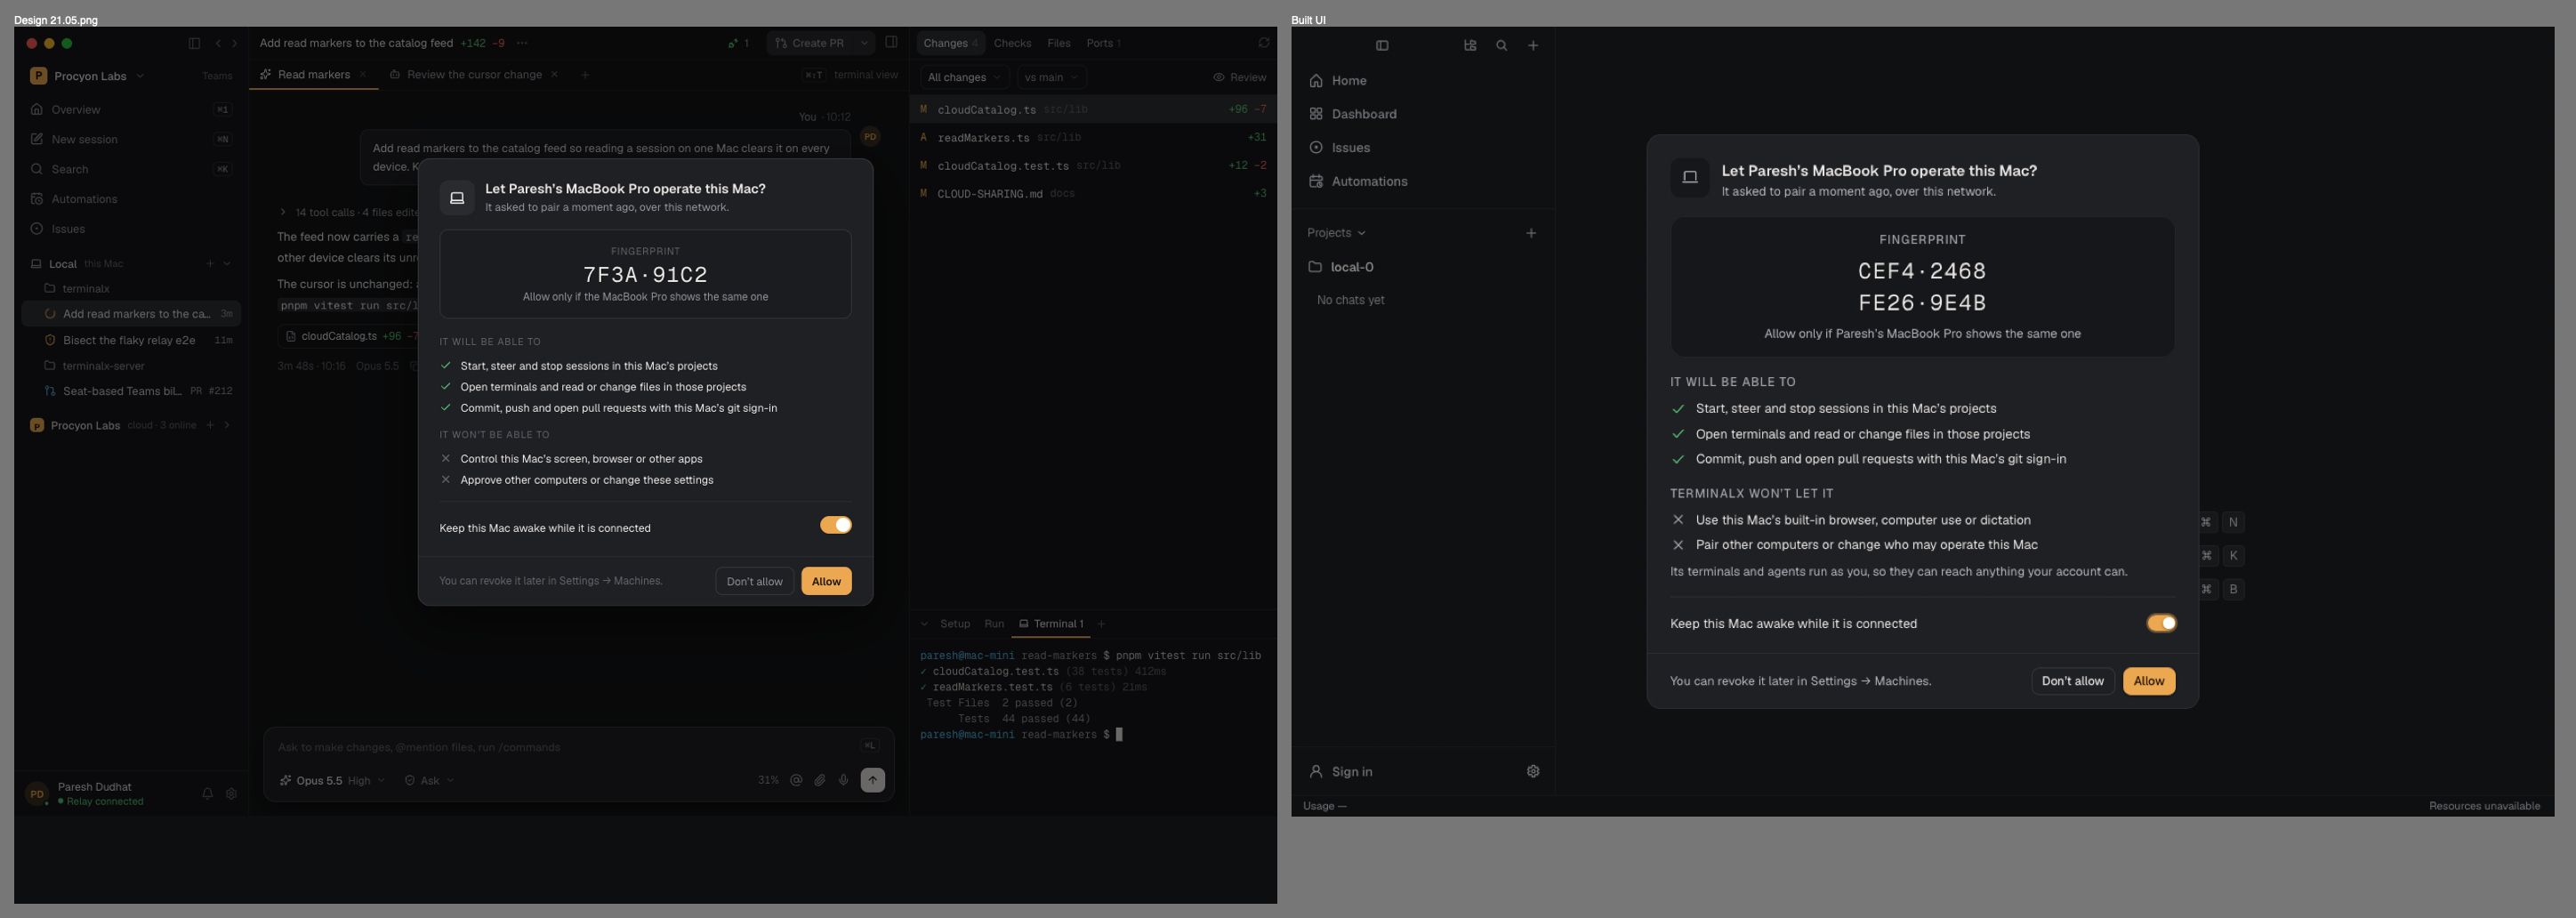 Design 21.05.png
Add read markers to the catalog feed +142 −9 ··· 1 Create PR
P Procyon Labs Teams
Read markers × Review the cursor change × + ⌘⇧T terminal view
Overview ⌘1
New session ⌘N
Search ⌘K
Automations
Issues
Local this Mac
terminalx
Add read markers to the ca... 3m
Bisect the flaky relay e2e 11m
terminalx-server
Seat-based Teams bil... PR #212
P Procyon Labs cloud · 3 online
PD Paresh Dudhat
Relay connected
You · 10:12
PD
Add read markers to the catalog feed so reading a session on one Mac clears it on every
device. K
14 tool calls · 4 files edite
The feed now carries a re
other device clears its unr
The cursor is unchanged:
pnpm vitest run src/l
cloudCatalog.ts +96 −7
3m 48s · 10:16 Opus 5.5
Let Paresh's MacBook Pro operate this Mac?
It asked to pair a moment ago, over this network.
FINGERPRINT
7F3A·91C2
Allow only if the MacBook Pro shows the same one
IT WILL BE ABLE TO
Start, steer and stop sessions in this Mac's projects
Open terminals and read or change files in those projects
Commit, push and open pull requests with this Mac's git sign-in
IT WON'T BE ABLE TO
Control this Mac's screen, browser or other apps
Approve other computers or change these settings
Keep this Mac awake while it is connected
You can revoke it later in Settings → Machines.
Don't allow
Allow
Ask to make changes, @mention files, run /commands ⌘L
Opus 5.5 High Ask 31%
Changes 4 Checks Files Ports 1
All changes vs main Review
M cloudCatalog.ts src/lib +96 −7
A readMarkers.ts src/lib +31
M cloudCatalog.test.ts src/lib +12 −2
M CLOUD-SHARING.md docs +3
Setup Run Terminal 1 +
paresh@mac-mini read-markers $ pnpm vitest run src/lib
✓ cloudCatalog.test.ts (38 tests) 412ms
✓ readMarkers.test.ts (6 tests) 21ms
Test Files 2 passed (2)
Tests 44 passed (44)
paresh@mac-mini read-markers $
Built UI
Home
Dashboard
Issues
Automations
Projects
local-0
No chats yet
Sign in
Usage —
Resources unavailable
Let Paresh's MacBook Pro operate this Mac?
It asked to pair a moment ago, over this network.
FINGERPRINT
CEF4·2468
FE26·9E4B
Allow only if Paresh's MacBook Pro shows the same one
IT WILL BE ABLE TO
Start, steer and stop sessions in this Mac's projects
Open terminals and read or change files in those projects
Commit, push and open pull requests with this Mac's git sign-in
TERMINALX WON'T LET IT
Use this Mac's built-in browser, computer use or dictation
Pair other computers or change who may operate this Mac
Its terminals and agents run as you, so they can reach anything your account can.
Keep this Mac awake while it is connected
You can revoke it later in Settings → Machines.
Don't allow
Allow
⌘ N
⌘ K
⌘ B